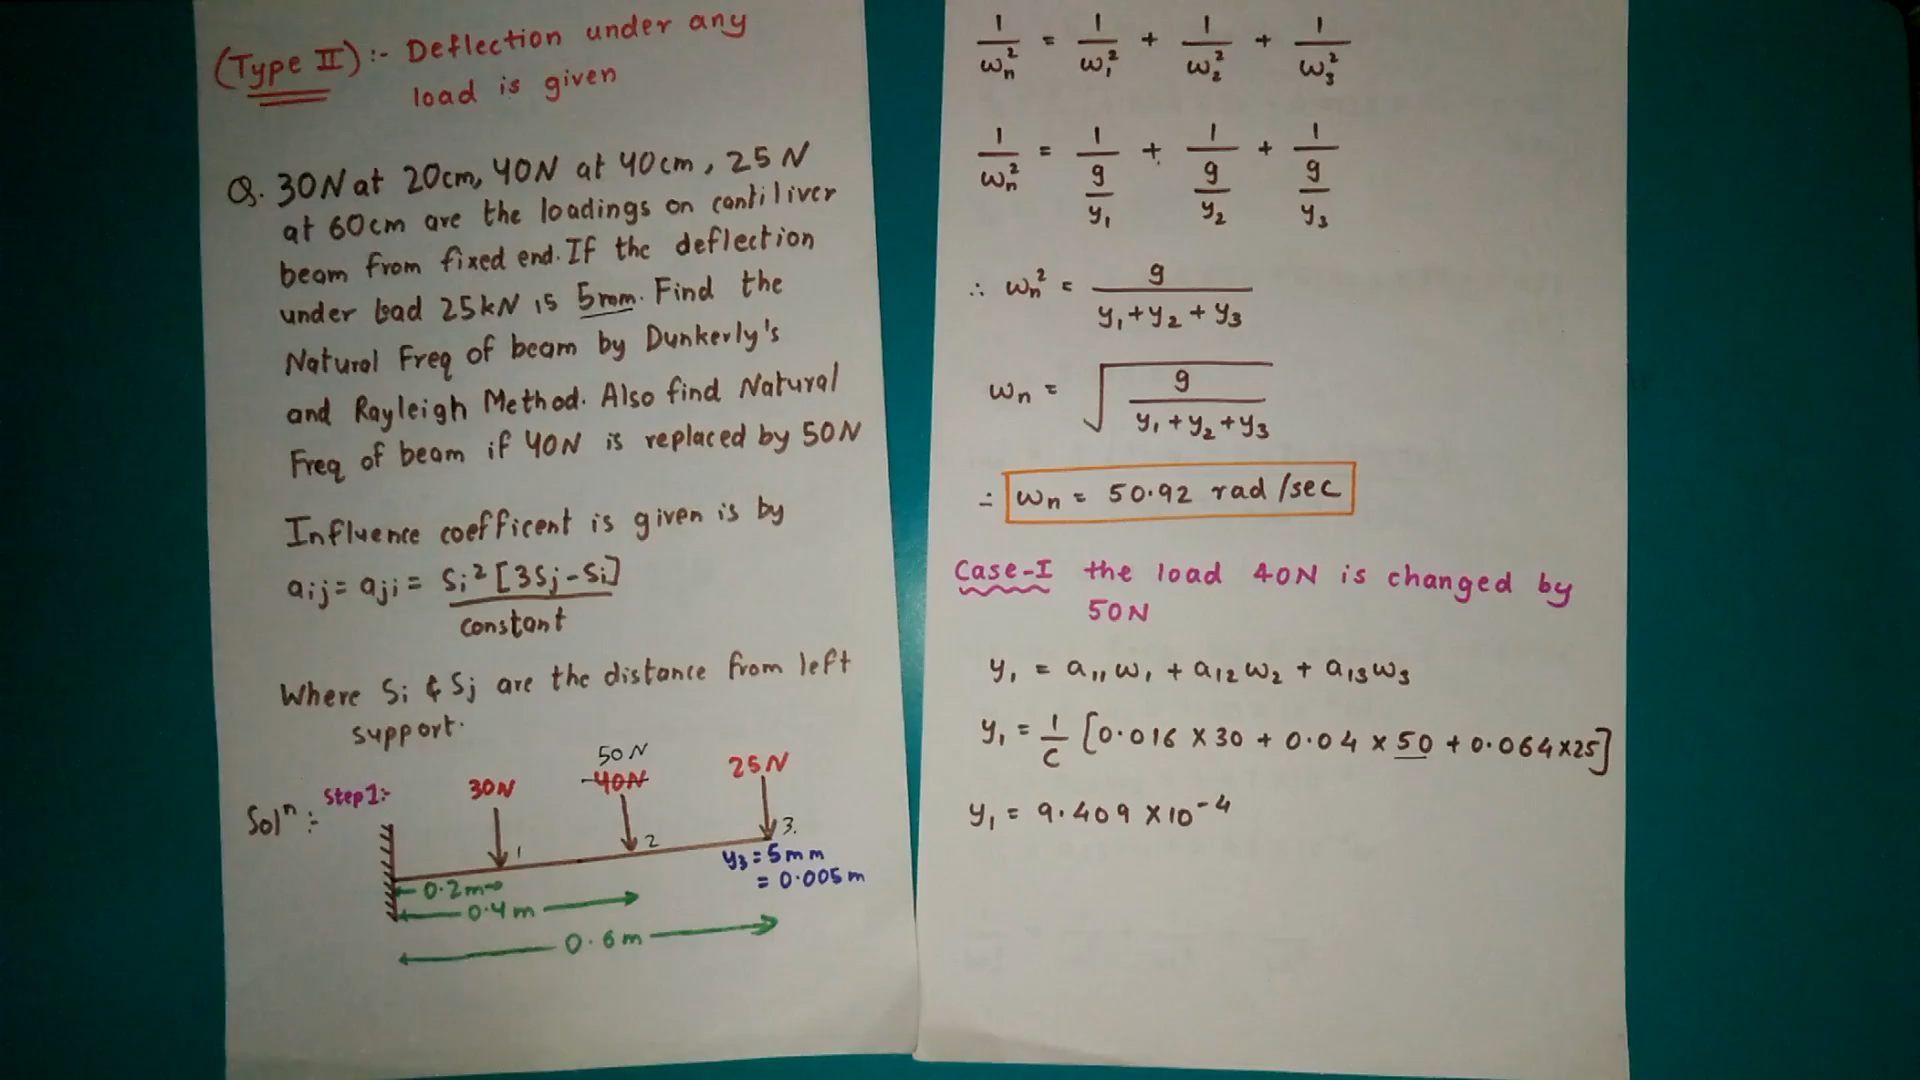 (Type II) :- Deflection under any
load is given
Q. 30N at 20cm, 40N at 40cm, 25N
at 60cm are the loadings on cantiliver
beam from fixed end. If the deflection
under load 25kN is 5mm. Find the
Natural Freq of beam by Dunkerly's
and Rayleigh Method. Also find Natural
Freq of beam if 40N is replaced by 50N
Influence coefficent is given is by
aij = aji = Si² [3Sj - Si] / constant
Where Si & Sj are the distance from left
support.
Solⁿ :- Step1:-
30N 50N 40N 25N
1 2 3.
y₃ = 5mm
= 0.005m
0.2m
0.4m
0.6m
1/ωn² = 1/ω₁² + 1/ω₂² + 1/ω₃²
1/ωn² = 1/(g/y₁) + 1/(g/y₂) + 1/(g/y₃)
∴ ωn² = g / (y₁+y₂+y₃)
ωn = √(g / (y₁+y₂+y₃))
∴ ωn = 50.92 rad/sec
Case-I the load 40N is changed by
50N
y₁ = a₁₁ω₁ + a₁₂ω₂ + a₁₃ω₃
y₁ = 1/C [0.016 × 30 + 0.04 × 50 + 0.064×25]
y₁ = 9.409 × 10⁻⁴